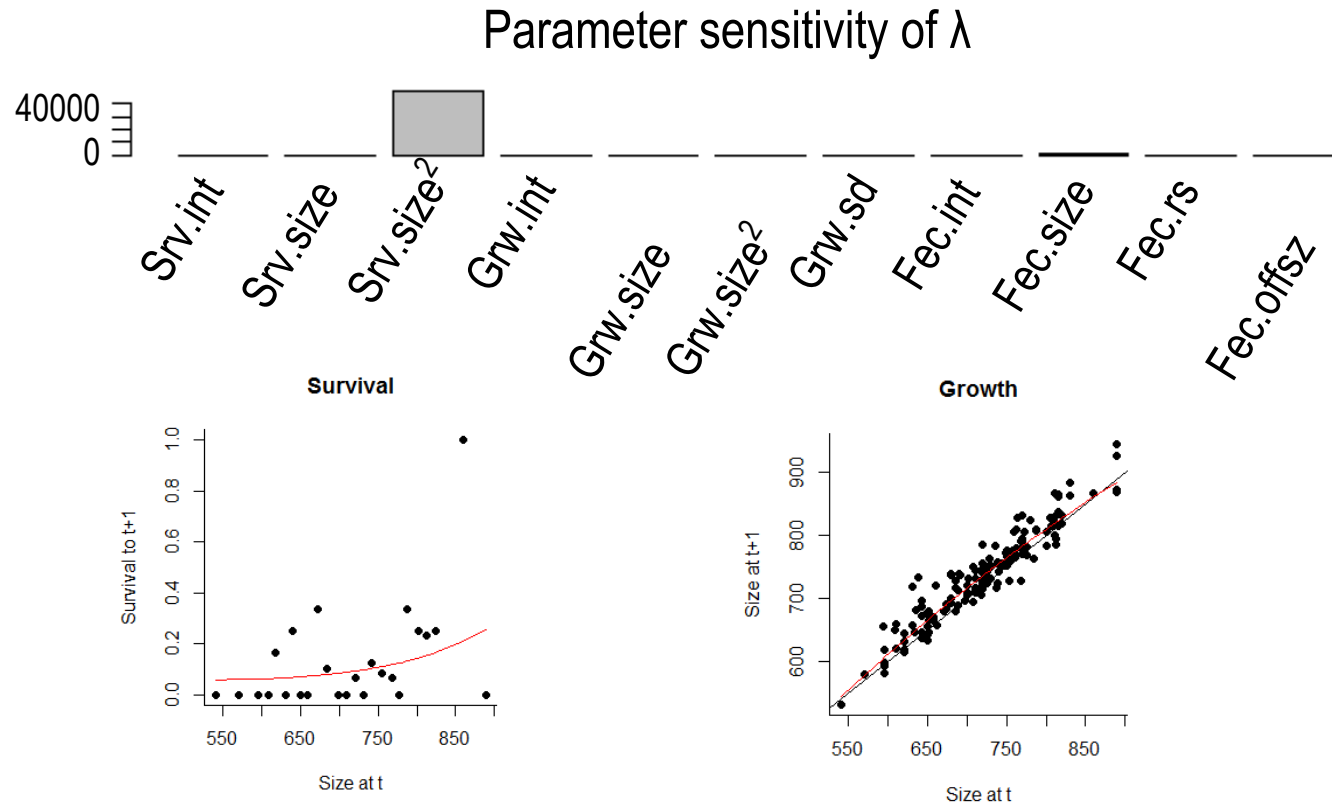 Parameter sensitivity of λ
40000
0
Srv.int
Srv.size
Srv.size²
Grw.int
Grw.size
Grw.size²
Grw.sd
Fec.int
Fec.size
Fec.rs
Fec.offsz
Survival
Survival to t+1
1.0
0.8
0.6
0.4
0.2
0.0
550 650 750 850
Size at t
Growth
Size at t+1
900
800
700
600
550 650 750 850
Size at t